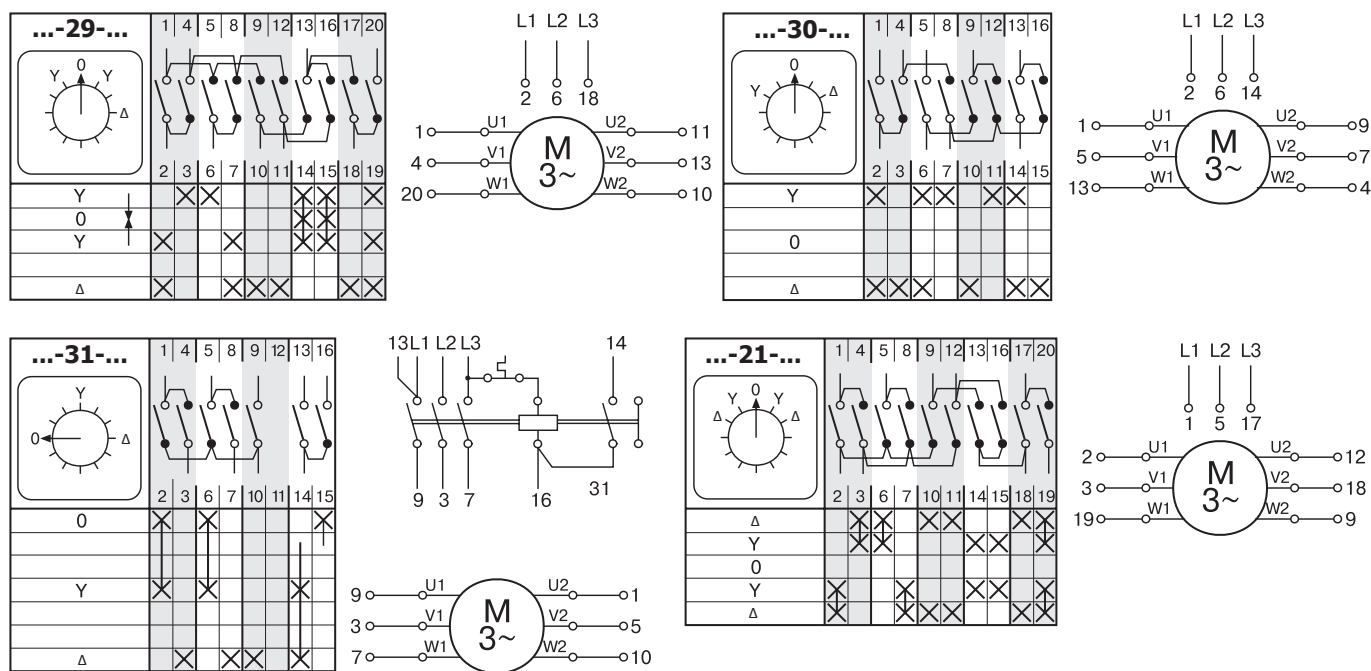 ...-29-...
1 4 5 8 9 12 13 16 17 20
0
Y Y
Δ
2 3 6 7 10 11 14 15 18 19
Y
0
Y
Δ
L1 L2 L3
2 6 18
1 U1 U2 11
4 V1 V2 13
20 W1 W2 10
M
3~
...-30-...
1 4 5 8 9 12 13 16
0
Y Δ
2 3 6 7 10 11 14 15
Y
0
Δ
L1 L2 L3
2 6 14
1 U1 U2 9
5 V1 V2 7
13 W1 W2 4
M
3~
...-31-...
1 4 5 8 9 12 13 16
Y
0 Δ
2 3 6 7 10 11 14 15
0
Y
Δ
13 L1 L2 L3 14
9 3 7 16 31
9 U1 U2 1
3 V1 V2 5
7 W1 W2 10
M
3~
...-21-...
1 4 5 8 9 12 13 16 17 20
0
Y Y
Δ Δ
2 3 6 7 10 11 14 15 18 19
Δ
Y
0
Y
Δ
L1 L2 L3
1 5 17
2 U1 U2 12
3 V1 V2 18
19 W1 W2 9
M
3~